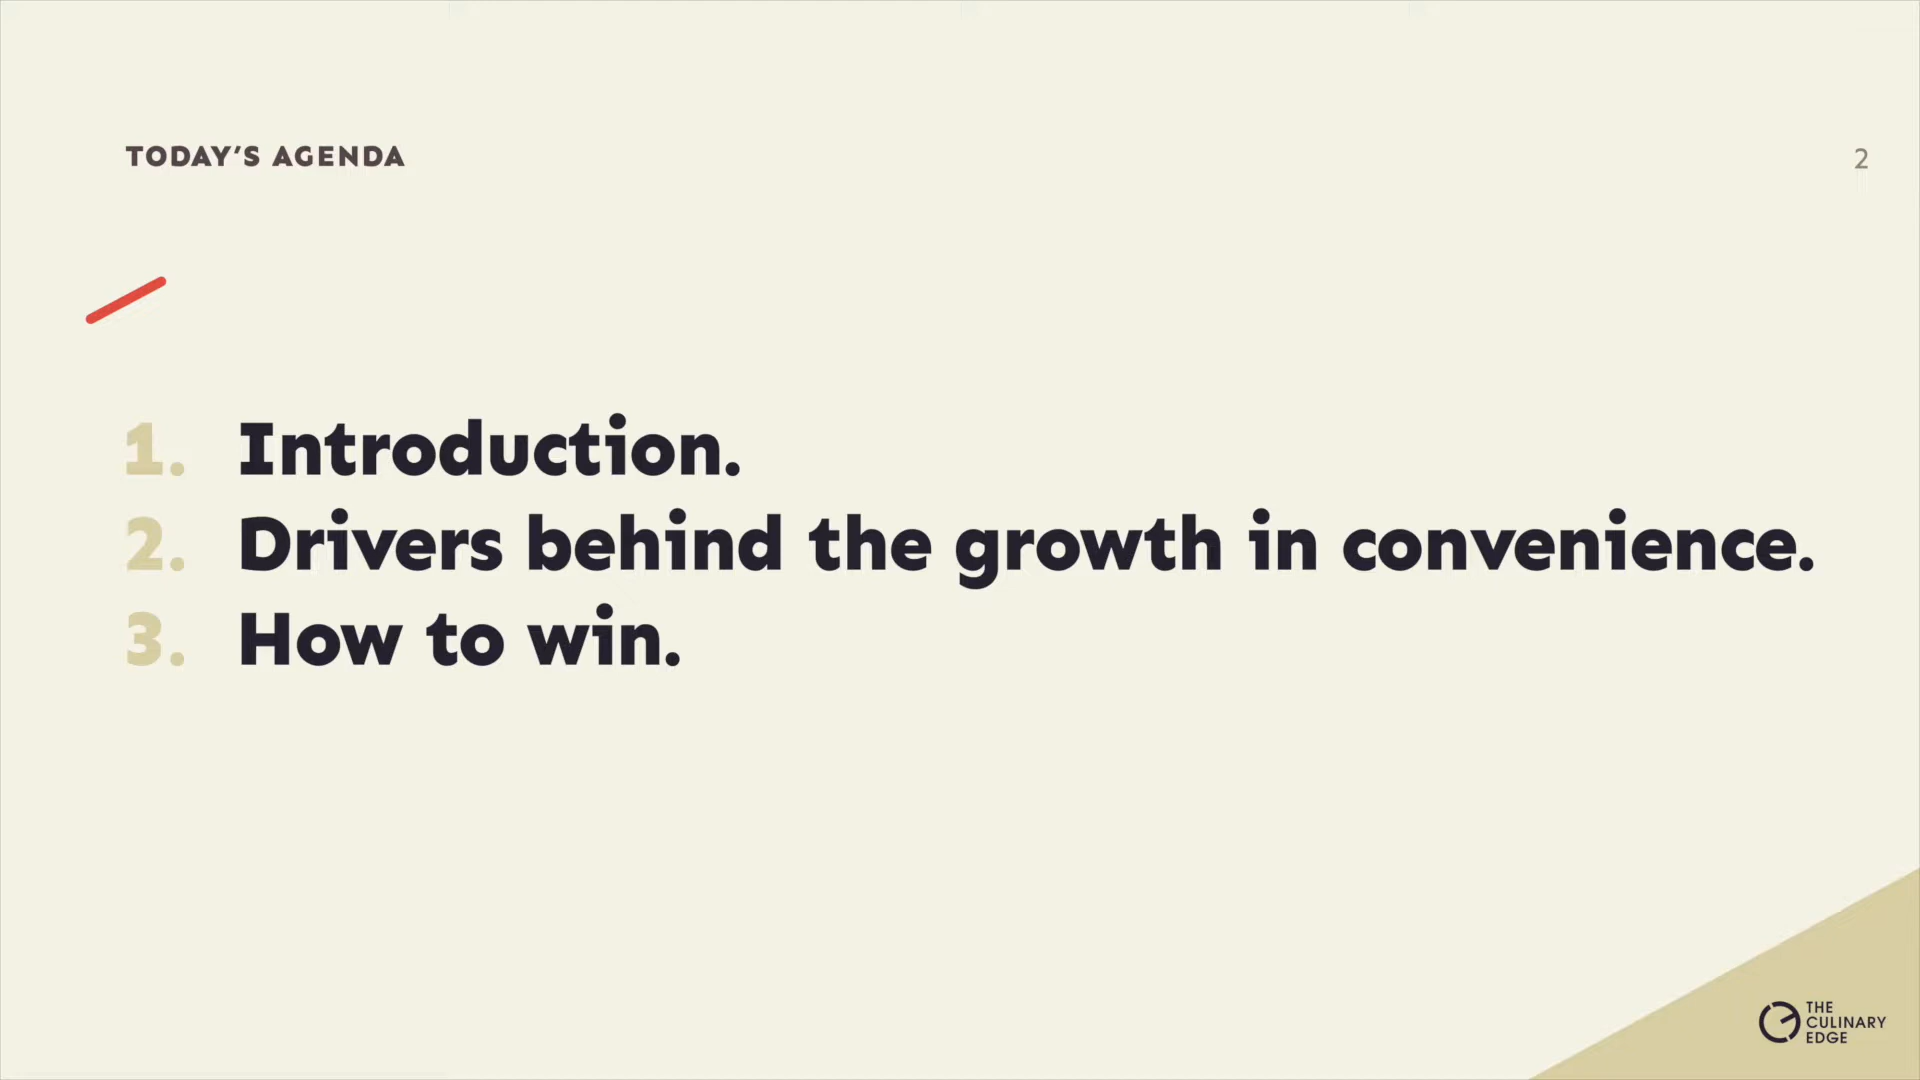 TODAY’S AGENDA
2
1. Introduction.
2. Drivers behind the growth in convenience.
3. How to win.
THE
CULINARY
EDGE